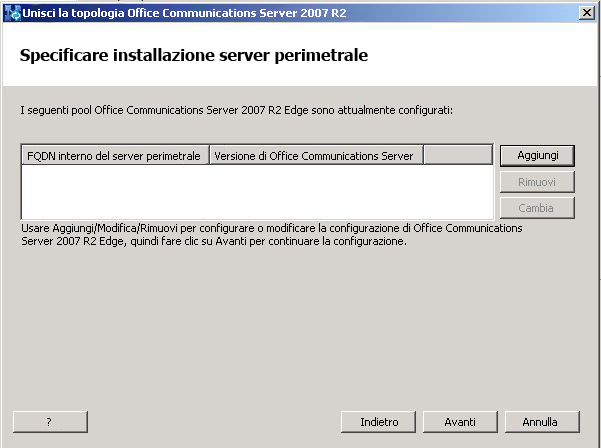 Unisci la topologia Office Communications Server 2007 R2
Specificare installazione server perimetrale
I seguenti pool Office Communications Server 2007 R2 Edge sono attualmente configurati:
FQDN interno del server perimetrale Versione di Office Communications Server
Aggiungi
Rimuovi
Cambia
Usare Aggiungi/Modifica/Rimuovi per configurare o modificare la configurazione di Office Communications
Server 2007 R2 Edge, quindi fare clic su Avanti per continuare la configurazione.
? Indietro Avanti Annulla